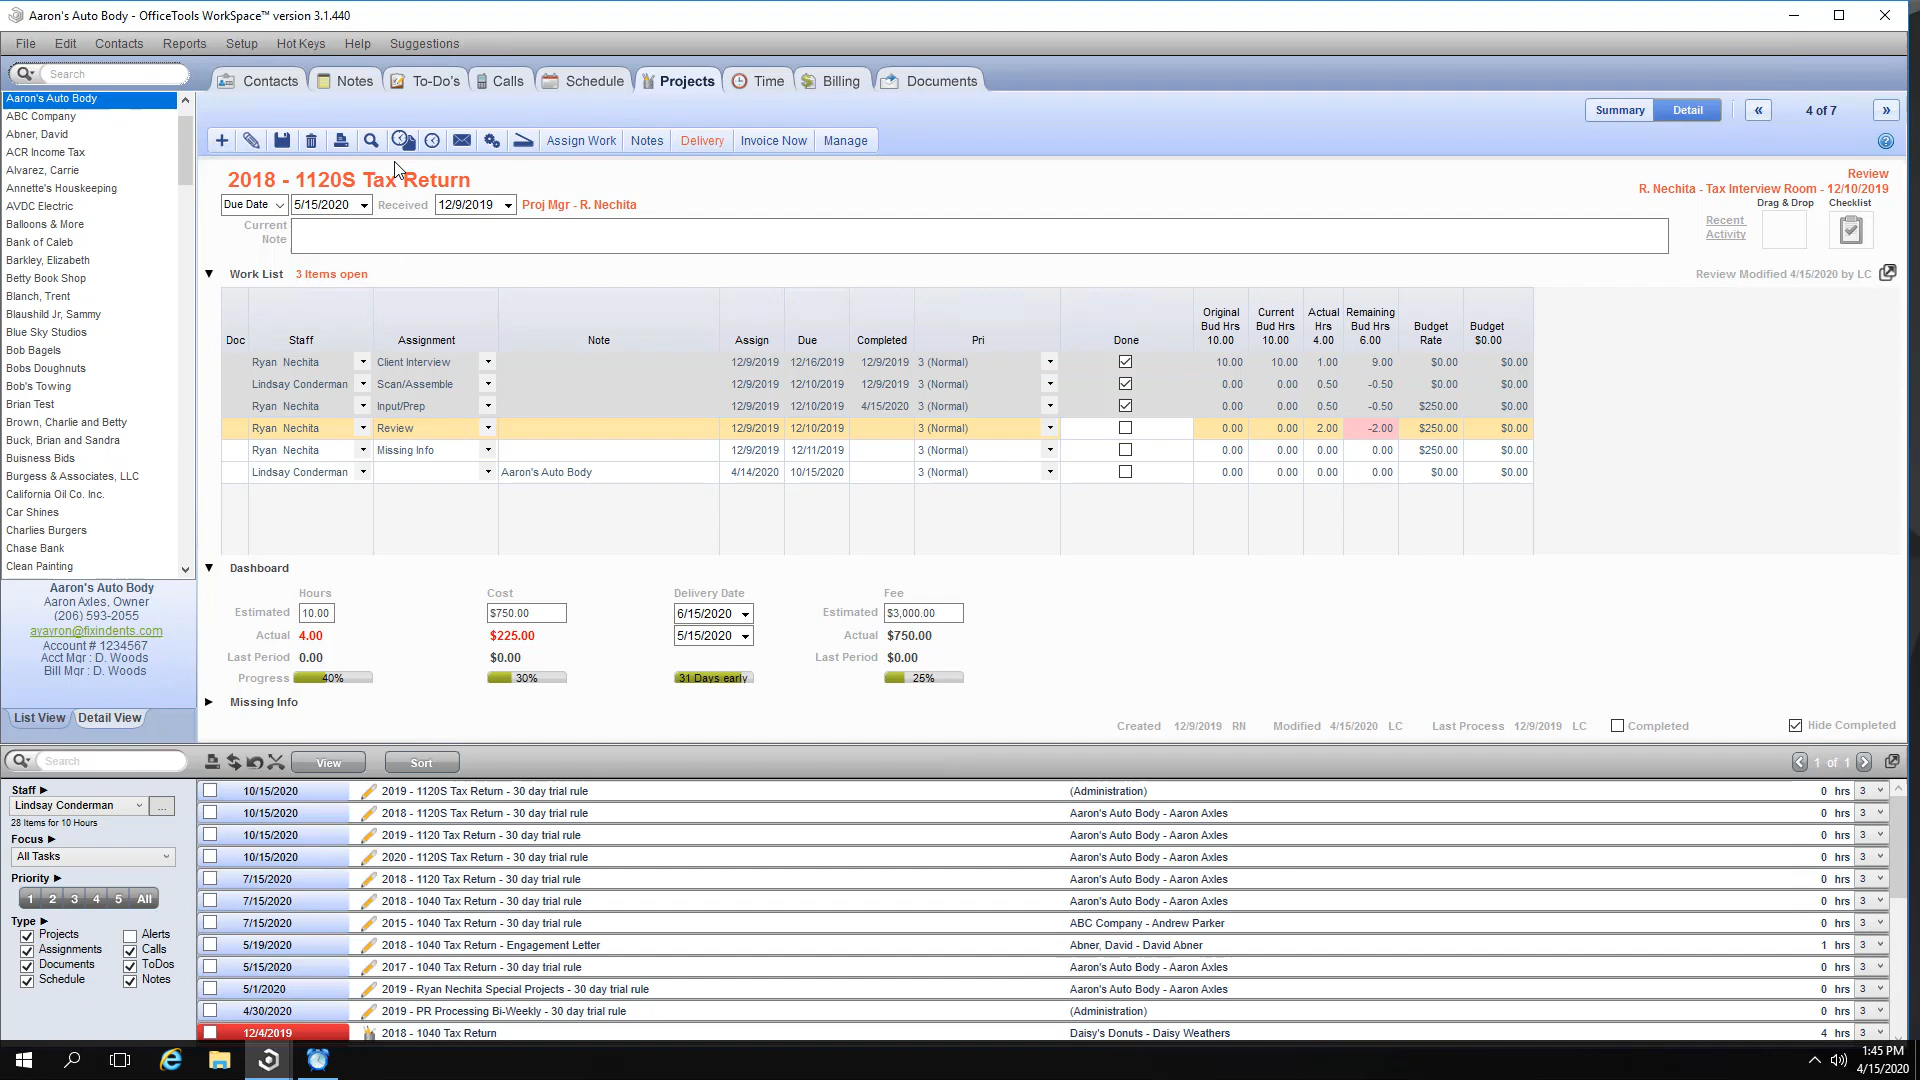 Aaron's Auto Body - OfficeTools WorkSpace™ version 3.1.440
File Edit Contacts Reports Setup Hot Keys Help Suggestions
Search
Contacts Notes To-Do's Calls Schedule Projects Time Billing Documents
Summary Detail « 4 of 7 »
Assign Work Notes Delivery Invoice Now Manage
Aaron's Auto Body
ABC Company
Abner, David
ACR Income Tax
Alvarez, Carrie
Annette's Houskeeping
AVDC Electric
Balloons & More
Bank of Caleb
Barkley, Elizabeth
Betty Book Shop
Blanch, Trent
Blaushild Jr, Sammy
Blue Sky Studios
Bob Bagels
Bobs Doughnuts
Bob's Towing
Brian Test
Brown, Charlie and Betty
Buck, Brian and Sandra
Buisness Bids
Burgess & Associates, LLC
California Oil Co. Inc.
Car Shines
Charlies Burgers
Chase Bank
Clean Painting
Aaron's Auto Body
Aaron Axles, Owner
(206) 593-2055
ayayron@fixindents.com
Account # 1234567
Acct Mgr : D. Woods
Bill Mgr : D. Woods
List View Detail View
2018 - 1120S Tax Return
Review
R. Nechita - Tax Interview Room - 12/10/2019
Due Date 5/15/2020 Received 12/9/2019 Proj Mgr - R. Nechita
Drag & Drop Checklist
Current
Note
Recent
Activity
Work List 3 Items open
Review Modified 4/15/2020 by LC
Doc Staff Assignment Note Assign Due Completed Pri Done Original Bud Hrs 10.00 Current Bud Hrs 10.00 Actual Hrs 4.00 Remaining Bud Hrs 6.00 Budget Rate Budget $0.00
Ryan Nechita Client Interview 12/9/2019 12/16/2019 12/9/2019 3 (Normal) 10.00 10.00 1.00 9.00 $0.00 $0.00
Lindsay Conderman Scan/Assemble 12/9/2019 12/10/2019 12/9/2019 3 (Normal) 0.00 0.00 0.50 -0.50 $0.00 $0.00
Ryan Nechita Input/Prep 12/9/2019 12/10/2019 4/15/2020 3 (Normal) 0.00 0.00 0.50 -0.50 $250.00 $0.00
Ryan Nechita Review 12/9/2019 12/10/2019 3 (Normal) 0.00 0.00 2.00 -2.00 $250.00 $0.00
Ryan Nechita Missing Info 12/9/2019 12/11/2019 3 (Normal) 0.00 0.00 0.00 0.00 $250.00 $0.00
Lindsay Conderman Aaron's Auto Body 4/14/2020 10/15/2020 3 (Normal) 0.00 0.00 0.00 0.00 $0.00 $0.00
Dashboard
Hours Cost Delivery Date Fee
Estimated 10.00 $750.00 6/15/2020 Estimated $3,000.00
Actual 4.00 $225.00 5/15/2020 Actual $750.00
Last Period 0.00 $0.00 Last Period $0.00
Progress 40% 30% 31 Days early 25%
Missing Info
Created 12/9/2019 RN Modified 4/15/2020 LC Last Process 12/9/2019 LC Completed Hide Completed
Search
View Sort
1 of 1
Staff
Lindsay Conderman ...
28 Items for 10 Hours
Focus
All Tasks
Priority
1 2 3 4 5 All
Type
Projects Alerts
Assignments Calls
Documents ToDos
Schedule Notes
10/15/2020 2019 - 1120S Tax Return - 30 day trial rule (Administration) 0 hrs 3
10/15/2020 2018 - 1120S Tax Return - 30 day trial rule Aaron's Auto Body - Aaron Axles 0 hrs 3
10/15/2020 2019 - 1120 Tax Return - 30 day trial rule Aaron's Auto Body - Aaron Axles 0 hrs 3
10/15/2020 2020 - 1120S Tax Return - 30 day trial rule Aaron's Auto Body - Aaron Axles 0 hrs 3
7/15/2020 2018 - 1120 Tax Return - 30 day trial rule Aaron's Auto Body - Aaron Axles 0 hrs 3
7/15/2020 2018 - 1040 Tax Return - 30 day trial rule Aaron's Auto Body - Aaron Axles 0 hrs 3
7/15/2020 2015 - 1040 Tax Return - 30 day trial rule ABC Company - Andrew Parker 0 hrs 3
5/19/2020 2018 - 1040 Tax Return - Engagement Letter Abner, David - David Abner 1 hrs 3
5/15/2020 2017 - 1040 Tax Return - 30 day trial rule Aaron's Auto Body - Aaron Axles 0 hrs 3
5/1/2020 2019 - Ryan Nechita Special Projects - 30 day trial rule Aaron's Auto Body - Aaron Axles 0 hrs 3
4/30/2020 2019 - PR Processing Bi-Weekly - 30 day trial rule (Administration) 0 hrs 3
12/4/2019 2018 - 1040 Tax Return Daisy's Donuts - Daisy Weathers 4 hrs 3
1:45 PM
4/15/2020